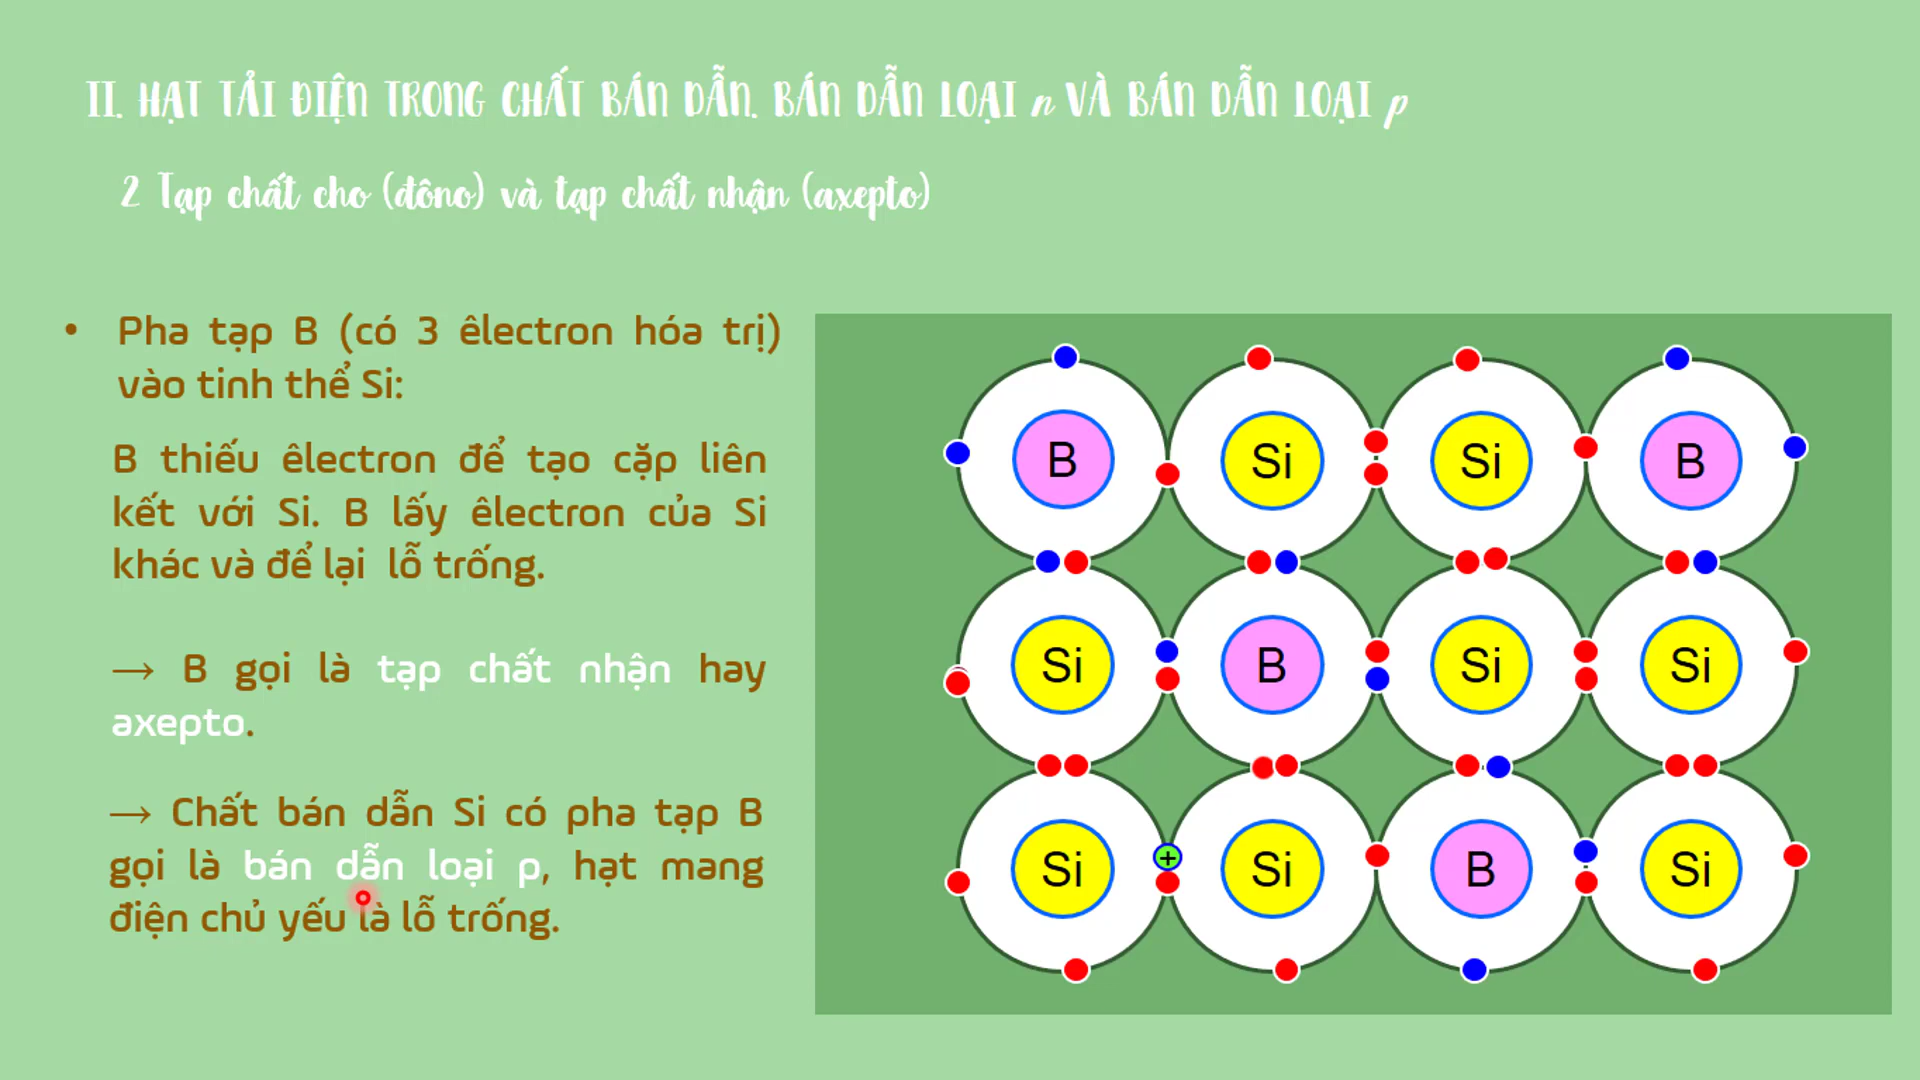 II. HẠT TẢI ĐIỆN TRONG CHẤT BÁN DẪN. BÁN DẪN LOẠI n VÀ BÁN DẪN LOẠI p
2 Tạp chất cho (đôno) và tạp chất nhận (axepto)
• Pha tạp B (có 3 êlectron hóa trị)
vào tinh thể Si:
B thiếu êlectron để tạo cặp liên
kết với Si. B lấy êlectron của Si
khác và để lại lỗ trống.
→ B gọi là tạp chất nhận hay
axepto.
→ Chất bán dẫn Si có pha tạp B
gọi là bán dẫn loại p, hạt mang
điện chủ yếu là lỗ trống.
B Si Si B
Si B Si Si
+
Si Si B Si